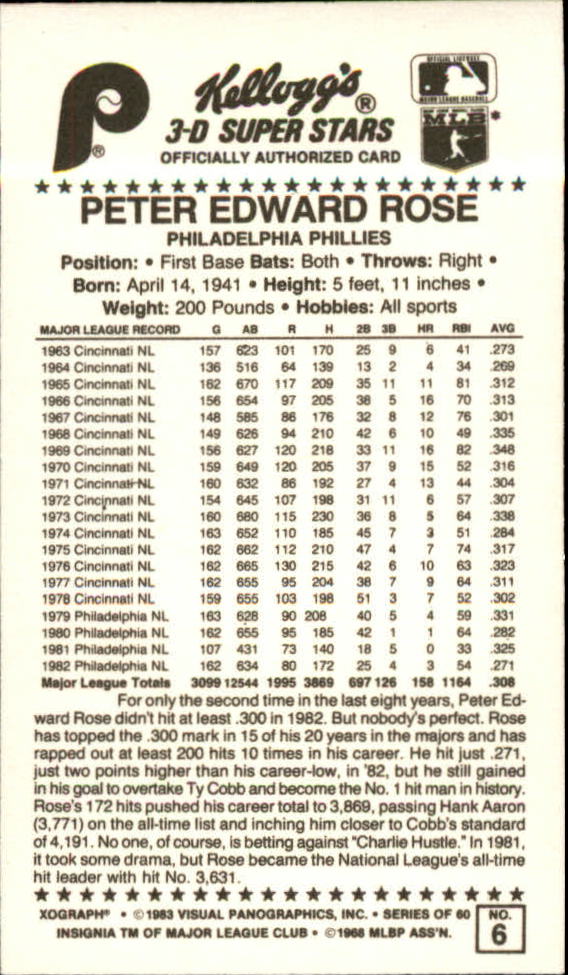 P
®
Kellogg's®
3-D SUPER STARS
OFFICIALLY AUTHORIZED CARD
OFFICIAL LICENSEE
MAJOR LEAGUE BASEBALL
MLB*
PETER EDWARD ROSE
PHILADELPHIA PHILLIES
Position: • First Base Bats: Both • Throws: Right •
Born: April 14, 1941 • Height: 5 feet, 11 inches •
Weight: 200 Pounds • Hobbies: All sports
MAJOR LEAGUE RECORD G AB R H 2B 3B HR RBI AVG
1963 Cincinnati NL 157 623 101 170 25 9 6 41 .273
1964 Cincinnati NL 136 516 64 139 13 2 4 34 .269
1965 Cincinnati NL 162 670 117 209 35 11 11 81 .312
1966 Cincinnati NL 156 654 97 205 38 5 16 70 .313
1967 Cincinnati NL 148 585 86 176 32 8 12 76 .301
1968 Cincinnati NL 149 626 94 210 42 6 10 49 .335
1969 Cincinnati NL 156 627 120 218 33 11 16 82 .348
1970 Cincinnati NL 159 649 120 205 37 9 15 52 .316
1971 Cincinnati NL 160 632 86 192 27 4 13 44 .304
1972 Cincinnati NL 154 645 107 198 31 11 6 57 .307
1973 Cincinnati NL 160 680 115 230 36 8 5 64 .338
1974 Cincinnati NL 163 652 110 185 45 7 3 51 .284
1975 Cincinnati NL 162 662 112 210 47 4 7 74 .317
1976 Cincinnati NL 162 665 130 215 42 6 10 63 .323
1977 Cincinnati NL 162 655 95 204 38 7 9 64 .311
1978 Cincinnati NL 159 655 103 198 51 3 7 52 .302
1979 Philadelphia NL 163 628 90 208 40 5 4 59 .331
1980 Philadelphia NL 162 655 95 185 42 1 1 64 .282
1981 Philadelphia NL 107 431 73 140 18 5 0 33 .325
1982 Philadelphia NL 162 634 80 172 25 4 3 54 .271
Major League Totals 3099 12544 1995 3869 697 126 158 1164 .308
For only the second time in the last eight years, Peter Ed-
ward Rose didn't hit at least .300 in 1982. But nobody's perfect. Rose
has topped the .300 mark in 15 of his 20 years in the majors and has
rapped out at least 200 hits 10 times in his career. He hit just .271,
just two points higher than his career-low, in '82, but he still gained
in his goal to overtake Ty Cobb and become the No. 1 hit man in history.
Rose's 172 hits pushed his career total to 3,869, passing Hank Aaron
(3,771) on the all-time list and inching him closer to Cobb's standard
of 4,191. No one, of course, is betting against "Charlie Hustle." In 1981,
it took some drama, but Rose became the National League's all-time
hit leader with hit No. 3,631.
XOGRAPH® • ©1983 VISUAL PANOGRAPHICS, INC. • SERIES OF 60
INSIGNIA TM OF MAJOR LEAGUE CLUB • ©1968 MLBP ASS'N.
NO.
6